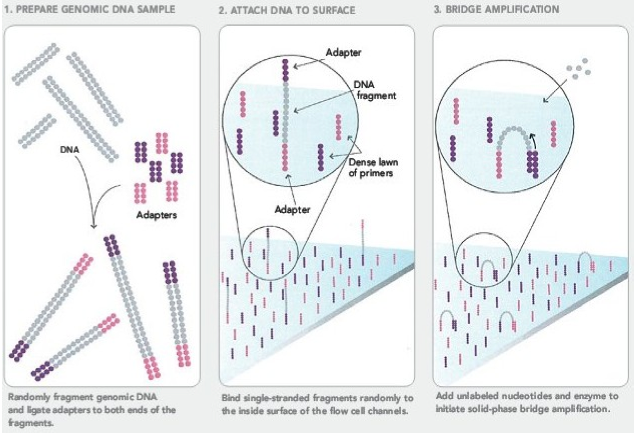 1. PREPARE GENOMIC DNA SAMPLE
DNA
Adapters
Randomly fragment genomic DNA
and ligate adapters to both ends of the
fragments.
2. ATTACH DNA TO SURFACE
Adapter
DNA
fragment
Dense lawn
of primers
Adapter
Bind single-stranded fragments randomly to
the inside surface of the flow cell channels.
3. BRIDGE AMPLIFICATION
Add unlabeled nucleotides and enzyme to
initiate solid-phase bridge amplification.